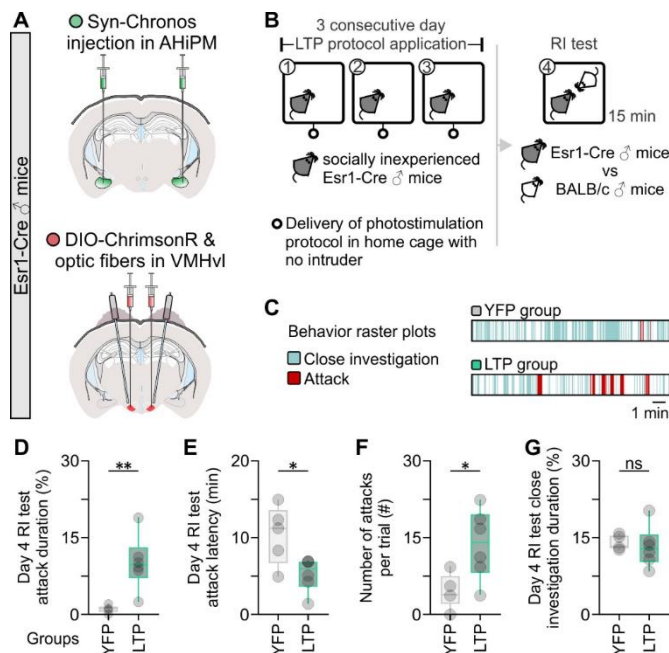 A
Syn-Chronos
injection in AHiPM
Esr1-Cre ♂ mice
DIO-ChrimsonR &
optic fibers in VMHvl
B
3 consecutive day
LTP protocol application
RI test
1
2
3
4
15 min
socially inexperienced
Esr1-Cre ♂ mice
Esr1-Cre ♂ mice
vs
BALB/c ♂ mice
Delivery of photostimulation
protocol in home cage with
no intruder
C
Behavior raster plots
Close investigation
Attack
YFP group
LTP group
1 min
D
Day 4 RI test
attack duration (%)
30
15
0
**
YFP
LTP
Groups
E
Day 4 RI test
attack latency (min)
20
10
0
*
YFP
LTP
F
Number of attacks
per trial (#)
30
15
0
*
YFP
LTP
G
Day 4 RI test close
investigation duration (%)
30
15
0
ns
YFP
LTP